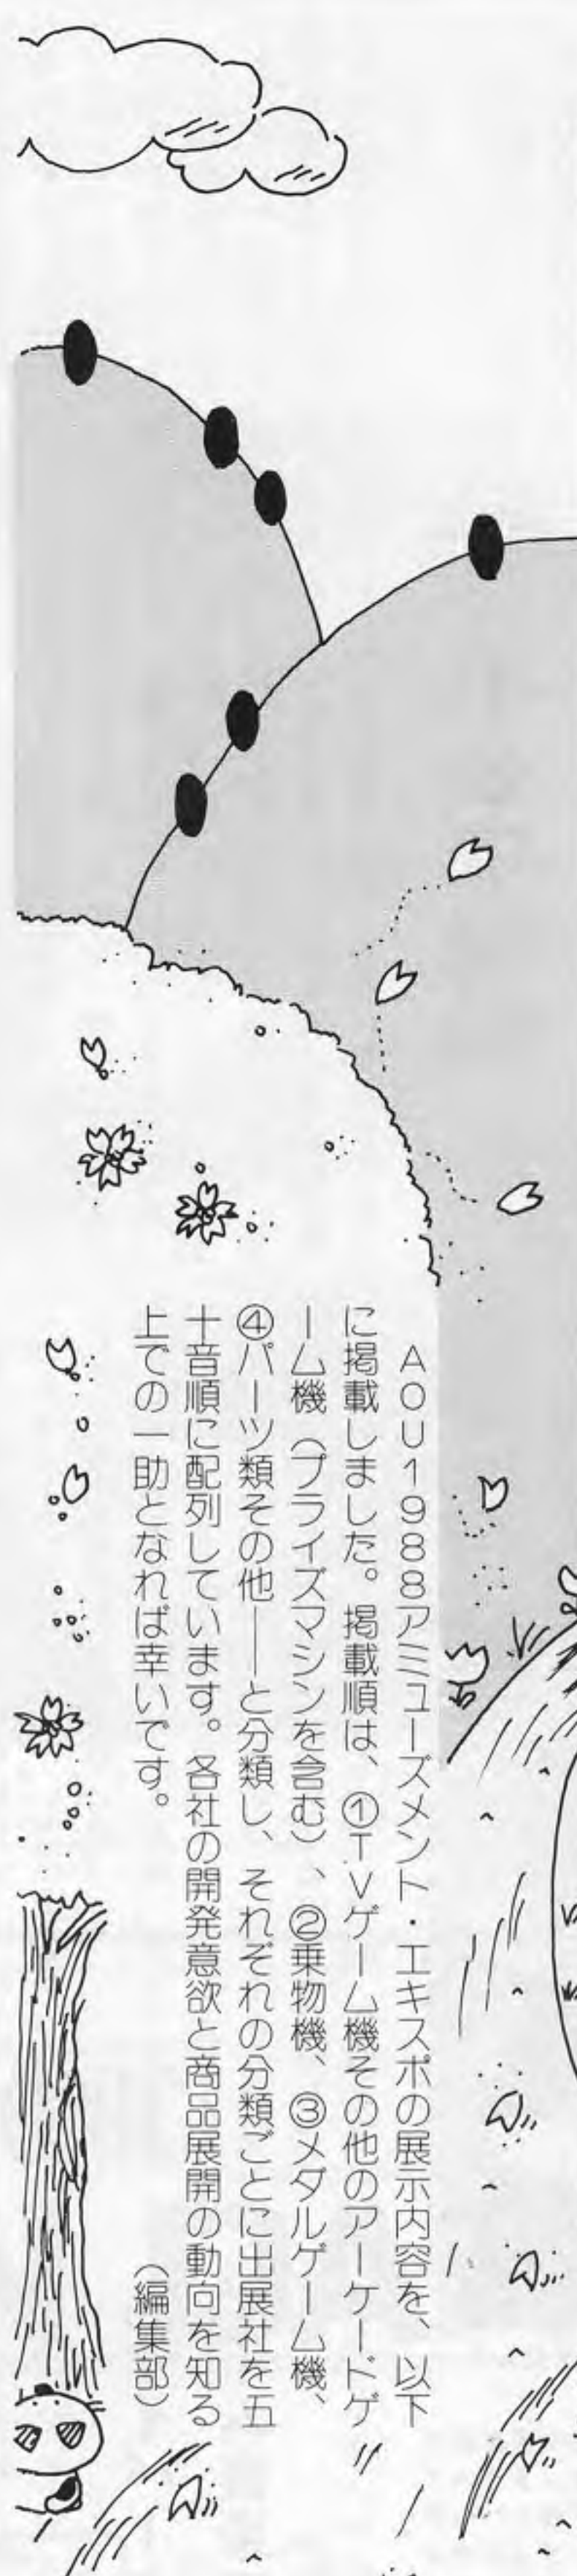 AOU1988アミューズメント・エキスポの展示内容を、以下
に掲載しました。掲載順は、①TVゲーム機その他のアーケードゲ
ーム機（プライズマシンを含む）、②乗物機、③メダルゲーム機、
④パーツ類その他——と分類し、それぞれの分類ごとに出展社を五
十音順に配列しています。各社の開発意欲と商品展開の動向を知る
上での一助となれば幸いです。
（編集部）